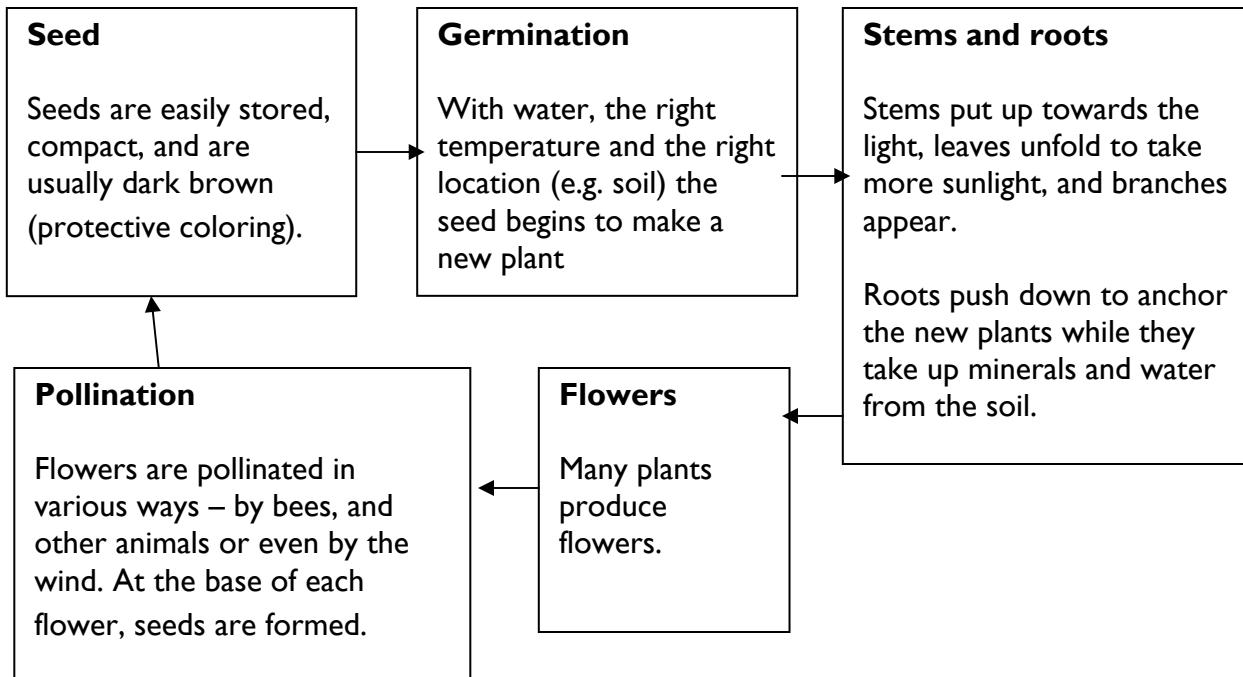 Seed
Seeds are easily stored,
compact, and are
usually dark brown
(protective coloring).
Germination
With water, the right
temperature and the right
location (e.g. soil) the
seed begins to make a
new plant
Stems and roots
Stems put up towards the
light, leaves unfold to take
more sunlight, and branches
appear.
Roots push down to anchor
the new plants while they
take up minerals and water
from the soil.
Flowers
Many plants
produce
flowers.
Pollination
Flowers are pollinated in
various ways – by bees, and
other animals or even by the
wind. At the base of each
flower, seeds are formed.